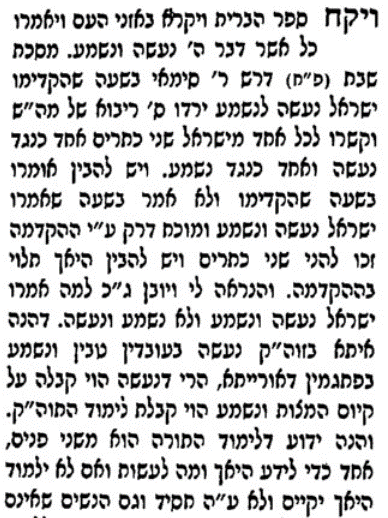 ויקח ספר הברית ויקרא באזני העם ויאמרו
כל אשר דבר ה' נעשה ונשמע. מסכת
שבת (פ"ח) דרש ר' סימאי בשעה שהקדימו
ישראל נעשה לנשמע ירדו ס' ריבוא של מה"ש
וקשרו לכל אחד מישראל שני כתרים אחד כנגד
נעשה ואחד כנגד נשמע. ויש להבין אומרו
בשעה שהקדימו ולא אמר בשעה שאמרו
ישראל נעשה ונשמע ומוכח דרק ע"י ההקדמה
זכו להני שני כתרים ויש להבין היאך תלוי
בההקדמה. והנראה לי ויובן ג"כ למה אמרו
ישראל נעשה ונשמע ולא נשמע ונעשה. דהנה
איתא בזוה"ק נעשה בעובדין טבין ונשמע
בפתגמין דאורייתא, הרי דנעשה הוי קבלה על
קיום המצות ונשמע הוי קבלת לימוד התוה"ק.
והנה ידוע דלימוד התורה הוא משני פנים,
אחד כדי לידע היאך ומה לעשות ואם לא ילמוד
היאך יקיים ולא ע"ה חסיד וגם הנשים שאינם